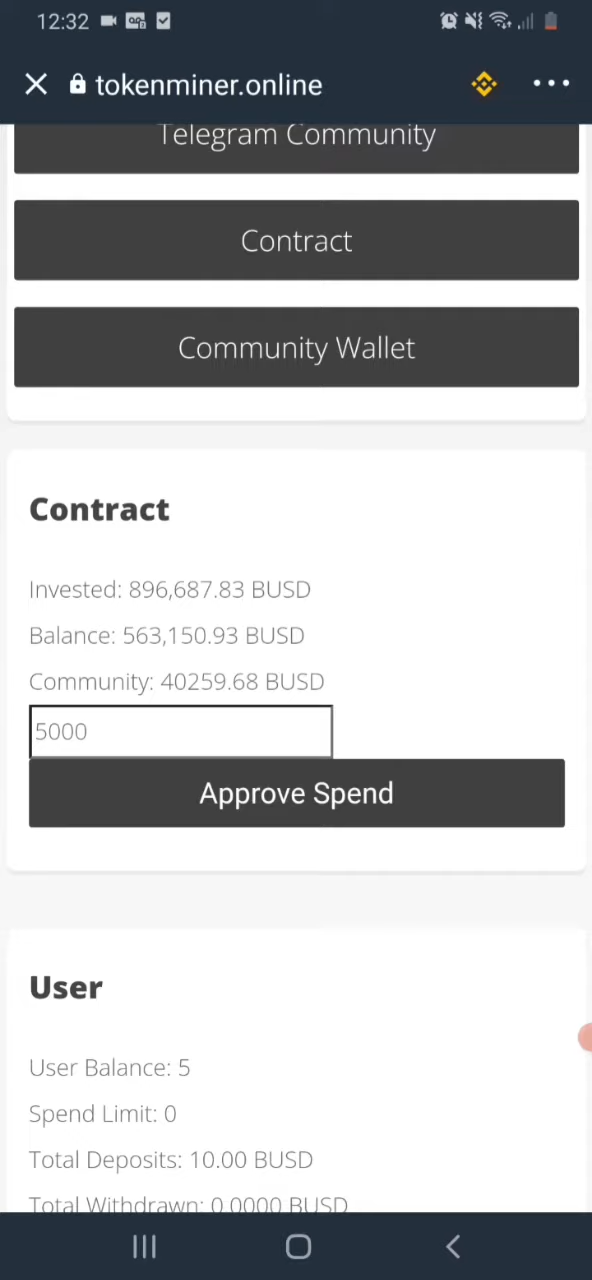 12:32
tokenminer.online
Telegram Community
Contract
Community Wallet
Contract
Invested: 896,687.83 BUSD
Balance: 563,150.93 BUSD
Community: 40259.68 BUSD
5000
Approve Spend
User
User Balance: 5
Spend Limit: 0
Total Deposits: 10.00 BUSD
Total Withdrawn: 0.0000 BUSD